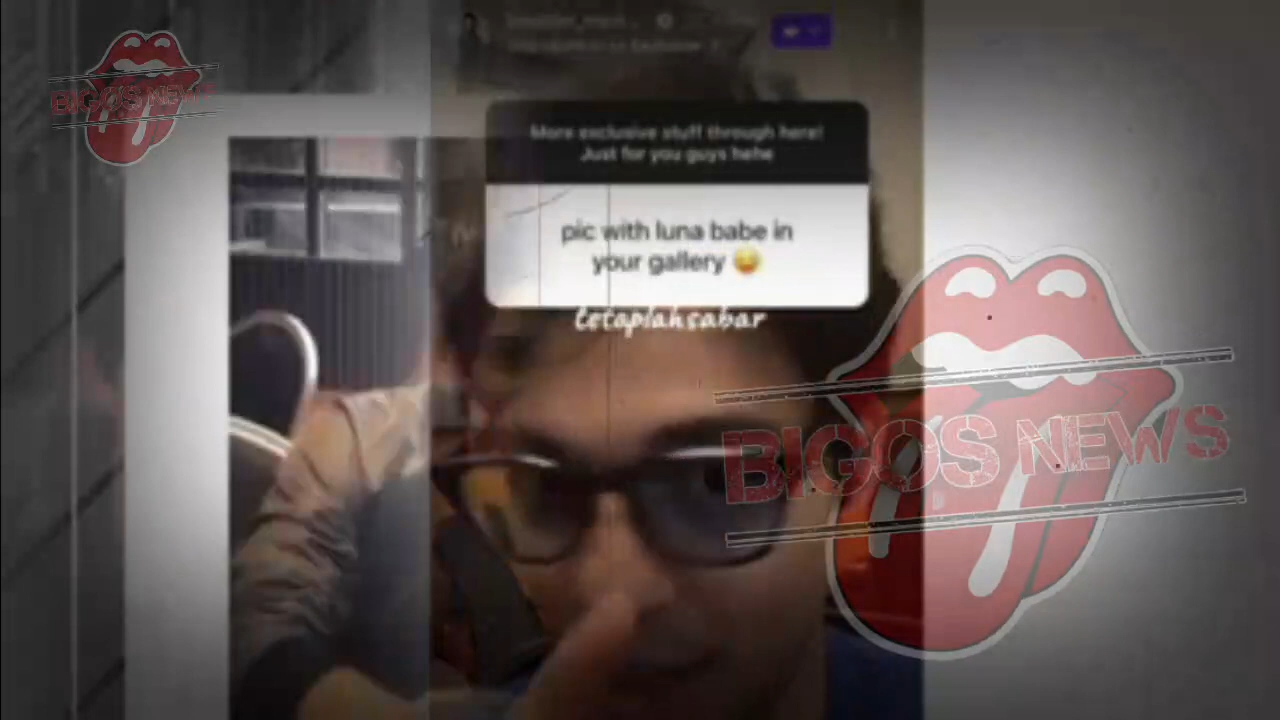 BIGOS NEWS
More exclusive stuff through here!
Just for you guys hehe
pic with luna babe in
your gallery 😄
tetaplahsabar
BIGOS NEWS